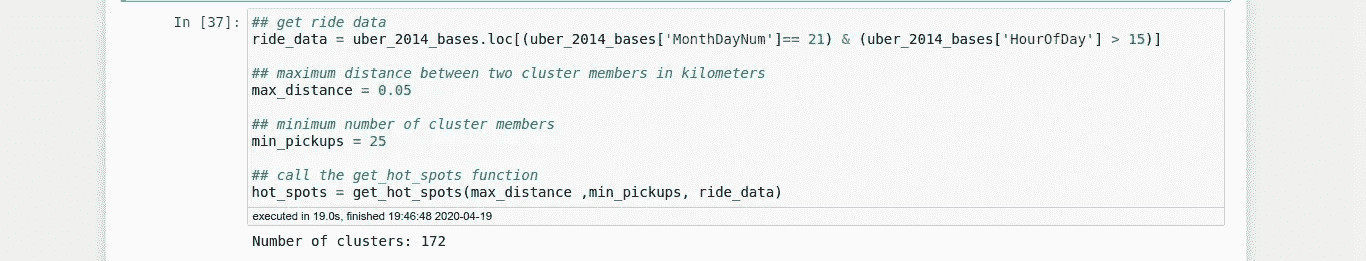 In [37]: ## get ride data
ride_data = uber_2014_bases.loc[(uber_2014_bases['MonthDayNum']== 21) & (uber_2014_bases['HourOfDay'] > 15)]
## maximum distance between two cluster members in kilometers
max_distance = 0.05
## minimum number of cluster members
min_pickups = 25
## call the get_hot_spots function
hot_spots = get_hot_spots(max_distance ,min_pickups, ride_data)
executed in 19.0s, finished 19:46:48 2020-04-19
Number of clusters: 172